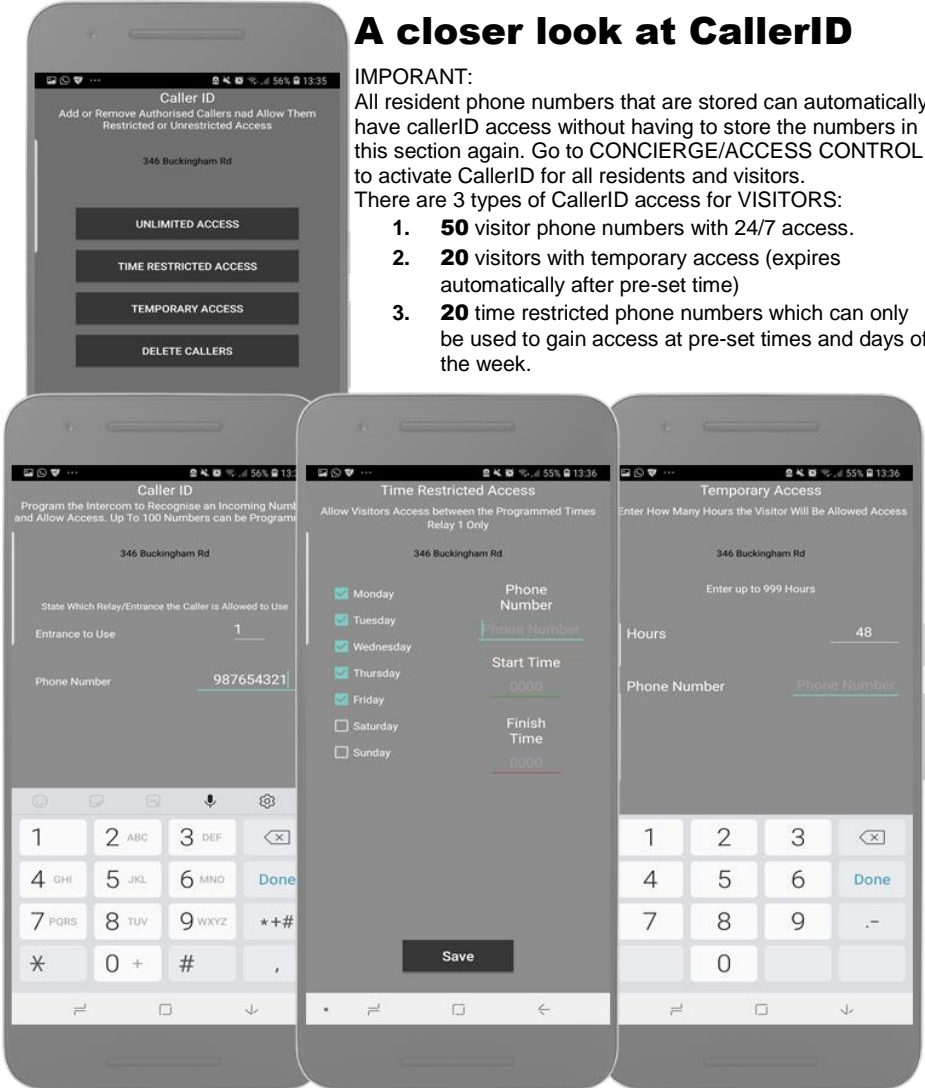 A closer look at CallerID
IMPORANT:
All resident phone numbers that are stored can automatically
have callerID access without having to store the numbers in
this section again. Go to CONCIERGE/ACCESS CONTROL
to activate CallerID for all residents and visitors.
There are 3 types of CallerID access for VISITORS:
1. 50 visitor phone numbers with 24/7 access.
2. 20 visitors with temporary access (expires
automatically after pre-set time)
3. 20 time restricted phone numbers which can only
be used to gain access at pre-set times and days of
the week.
56% 13:35
Caller ID
Add or Remove Authorised Callers nad Allow Them
Restricted or Unrestricted Access
346 Buckingham Rd
UNLIMITED ACCESS
TIME RESTRICTED ACCESS
TEMPORARY ACCESS
DELETE CALLERS
56%
Caller ID
Program the Intercom to Recognise an Incoming
and Allow Access. Up To 100 Numbers can be
346 Buckingham Rd
State Which Relay/Entrance the Caller is Allowed to Use
Entrance to Use 1
Phone Number 987654321
1 2 ABC 3 DEF
4 GHI 5 JKL 6 MNO Done
7 PQRS 8 TUV 9 WXYZ *+#
* 0 + # ,
55% 13:36
Time Restricted Access
Allow Visitors Access between the Programmed Times
Relay 1 Only
346 Buckingham Rd
Monday
Tuesday
Wednesday
Thursday
Friday
Saturday
Sunday
Phone
Number
Phone Number
Start Time
0000
Finish
Time
0000
Save
55% 13:36
Temporary Access
Enter How Many Hours the Visitor Will Be Allowed Access
346 Buckingham Rd
Enter up to 999 Hours
Hours 48
Phone Number Phone Number
1 2 3
4 5 6 Done
7 8 9 .-
0